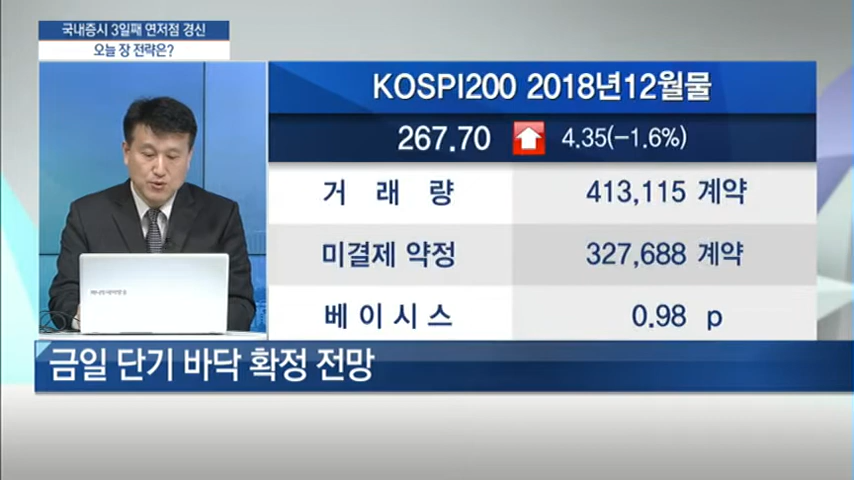 국내증시 3일째 연저점 경신
오늘 장 전략은?
KOSPI200 2018년12월물
267.70 4.35(-1.6%)
거 래 량 413,115 계약
미결제 약정 327,688 계약
베 이 시 스 0.98 p
금일 단기 바닥 확정 전망